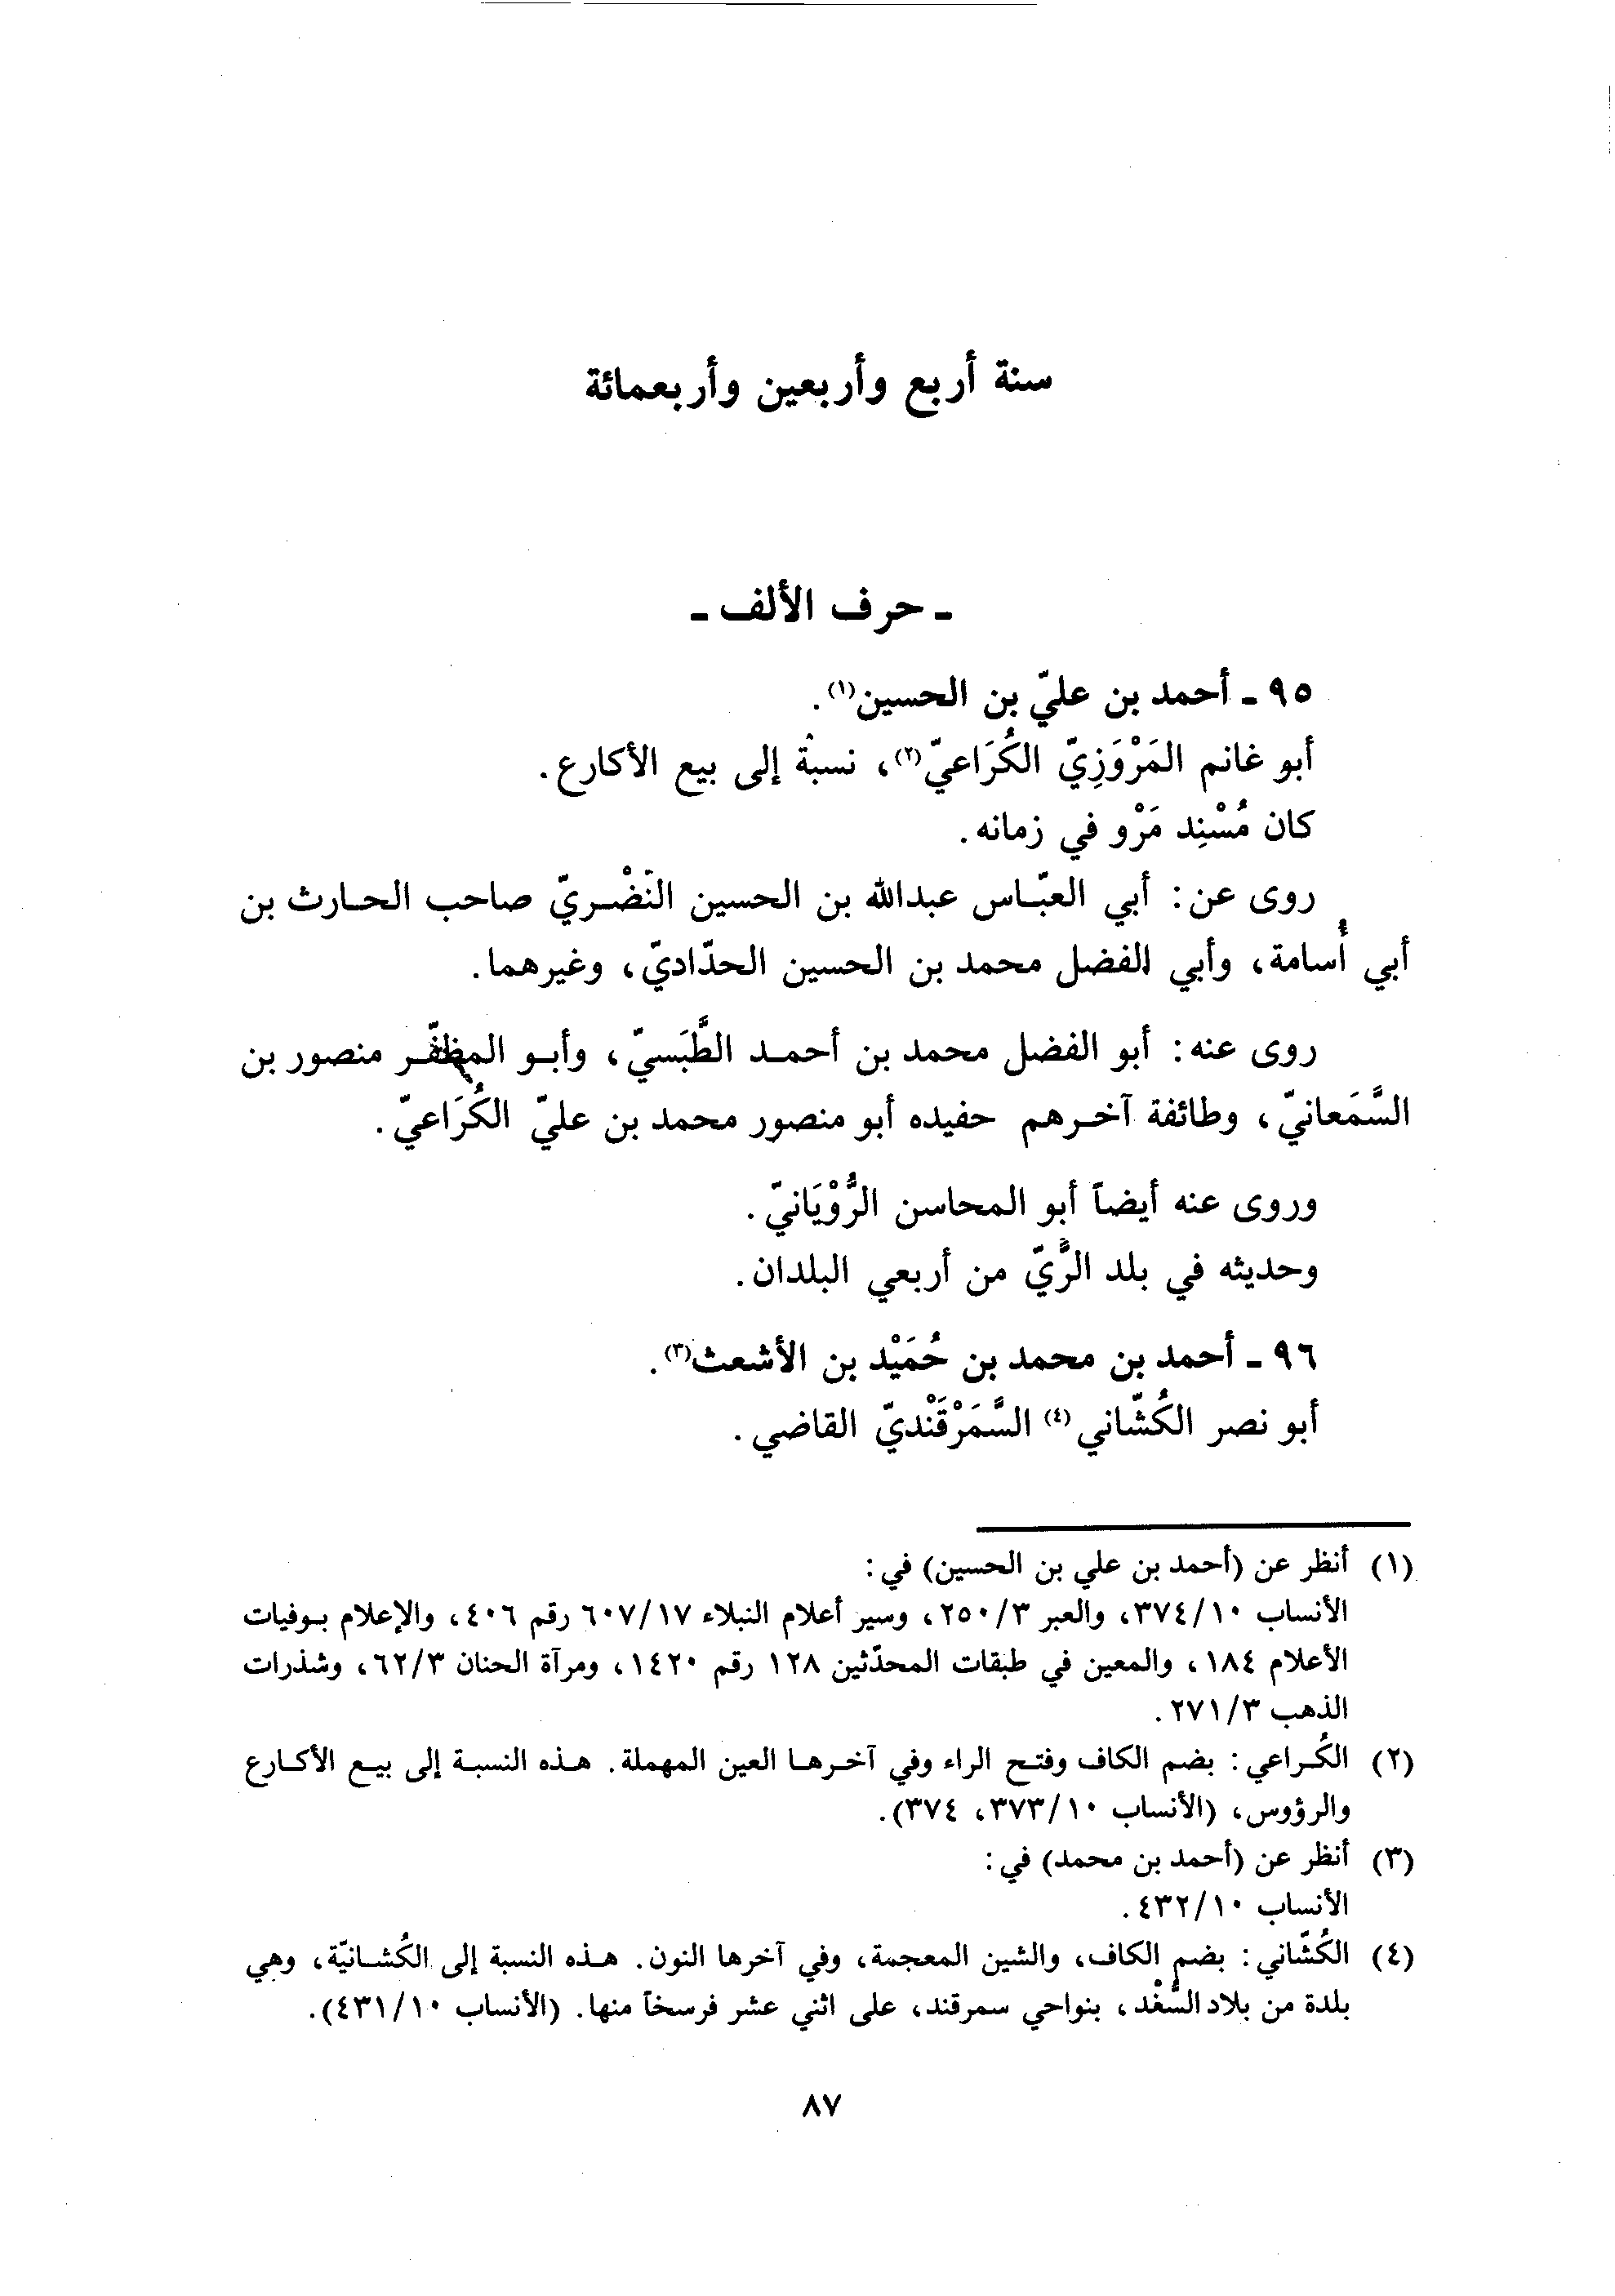 سنة أربع وأربعين وأربعمائة
- حرف الألف -
٩٥ - أحمد بن عليّ بن الحسين(١).
أبو غانم المَرْوَزِيّ الكُرَاعيّ(٢)، نسبة إلى بيع الأكارع.
كان مُسْنِد مَرْو في زمانه.
روى عن: أبي العبّاس عبدالله بن الحسين النّضْريّ صاحب الحارث بن
أبي أُسامة، وأبي الفضل محمد بن الحسين الحدّاديّ، وغيرهما.
روى عنه: أبو الفضل محمد بن أحمد الطَّبَسيّ، وأبو المظفّر منصور بن
السَّمَعانيّ، وطائفة آخرهم حفيده أبو منصور محمد بن عليّ الكُرَاعيّ.
وروى عنه أيضاً أبو المحاسن الرُّوْيَانيّ.
وحديثه في بلد الرَّيّ من أربعي البلدان.
٩٦ - أحمد بن محمد بن حُمَيْد بن الأشعث(٣).
أبو نصر الكُشّاني(٤) السَّمَرْقَنْديّ القاضي.
(١) أنظر عن (أحمد بن علي بن الحسين) في:
الأنساب ٣٧٤/١٠، والعبر ٢٥٠/٣، وسير أعلام النبلاء ٦٠٧/١٧ رقم ٤٠٦، والإعلام بوفيات
الأعلام ١٨٤، والمعين في طبقات المحدّثين ١٢٨ رقم ١٤٢٠، ومرآة الجنان ٦٢/٣، وشذرات
الذهب ٢٧١/٣.
(٢) الكُراعي: بضم الكاف وفتح الراء وفي آخرها العين المهملة. هذه النسبة إلى بيع الأكارع
والرؤوس، (الأنساب ٣٧٣/١٠، ٣٧٤).
(٣) أنظر عن (أحمد بن محمد) في:
الأنساب ٤٣٢/١٠.
(٤) الكُشّاني: بضم الكاف، والشين المعجمة، وفي آخرها النون. هذه النسبة إلى الكُشانيّة، وهي
بلدة من بلاد السُّغْد، بنواحي سمرقند، على اثني عشر فرسخاً منها. (الأنساب ٤٣١/١٠).
٨٧